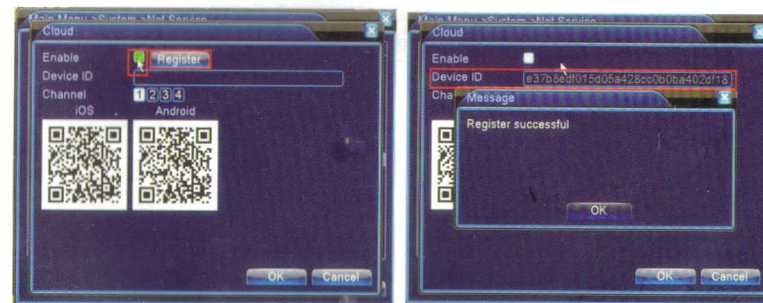 Main Menu >System >Net Service
Cloud
Enable
Register
Device ID
Channel 1 2 3 4
iOS Android
OK Cancel
Main Menu >System >Net Service
Cloud
Enable
Device ID e37b8edf015d05a428cc0b0ba402df18
Cha
Message
Register successful
OK
OK Cancel